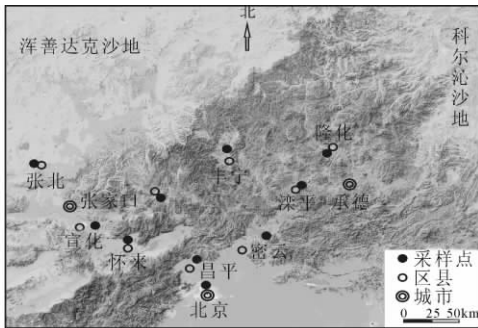 北
浑善达克沙地
科尔沁沙地
隆化
丰宁
张北
张家口
滦平
承德
宣化
怀来
密云
昌平
北京
采样点
区县
城市
0 25 50km